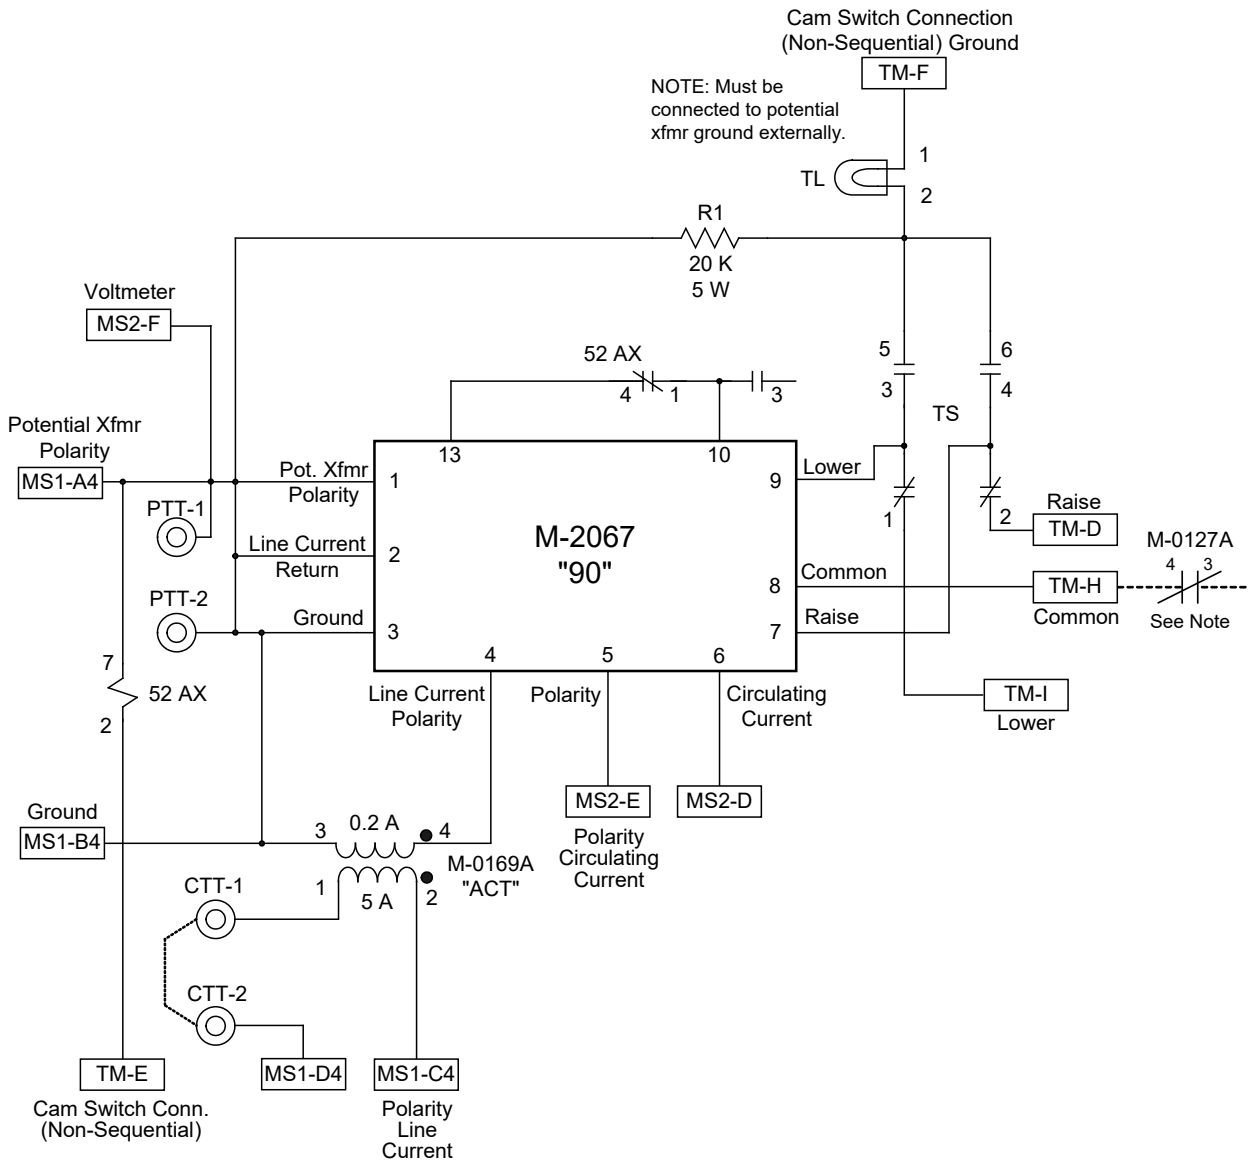 Cam Switch Connection
(Non-Sequential) Ground
TM-F
NOTE: Must be
connected to potential
xfmr ground externally.
1
TL
2
R1
20 K
5 W
Voltmeter
MS2-F
52 AX
4
1
3
5
3
6
4
TS
Potential Xfmr
Polarity
MS1-A4
Pot. Xfmr
Polarity
1
13
10
Lower
9
1
2
Raise
TM-D
PTT-1
Line Current
Return
2
M-2067
"90"
Common
8
TM-H
Common
M-0127A
4
3
See Note
PTT-2
Ground
3
Raise
7
4
5
6
7
52 AX
2
Line Current
Polarity
Polarity
Circulating
Current
TM-I
Lower
MS2-E
MS2-D
Polarity
Circulating
Current
Ground
MS1-B4
3
0.2 A
4
M-0169A
"ACT"
1
5 A
2
CTT-1
CTT-2
TM-E
MS1-D4
MS1-C4
Cam Switch Conn.
(Non-Sequential)
Polarity
Line
Current